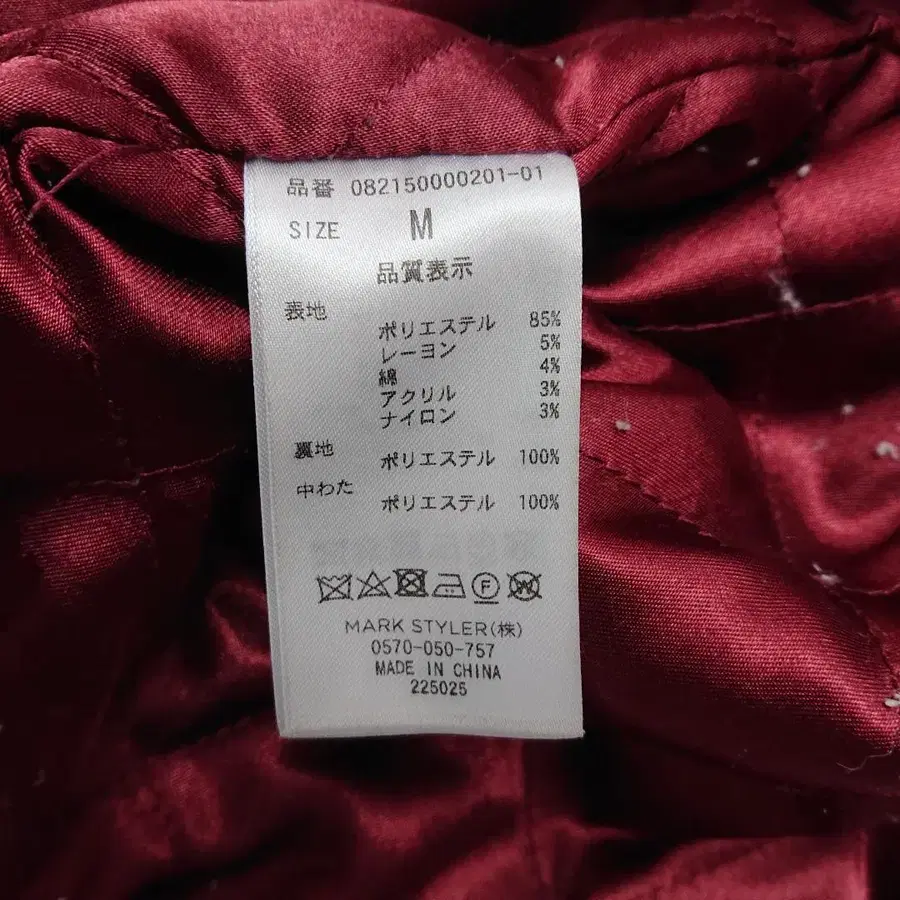 品番 082150000201-01
SIZE M
品質表示
表地
ポリエステル 85%
レーヨン 5%
綿 4%
アクリル 3%
ナイロン 3%
裏地 ポリエステル 100%
中わた ポリエステル 100%
MARK STYLER(株)
0570-050-757
MADE IN CHINA
225025